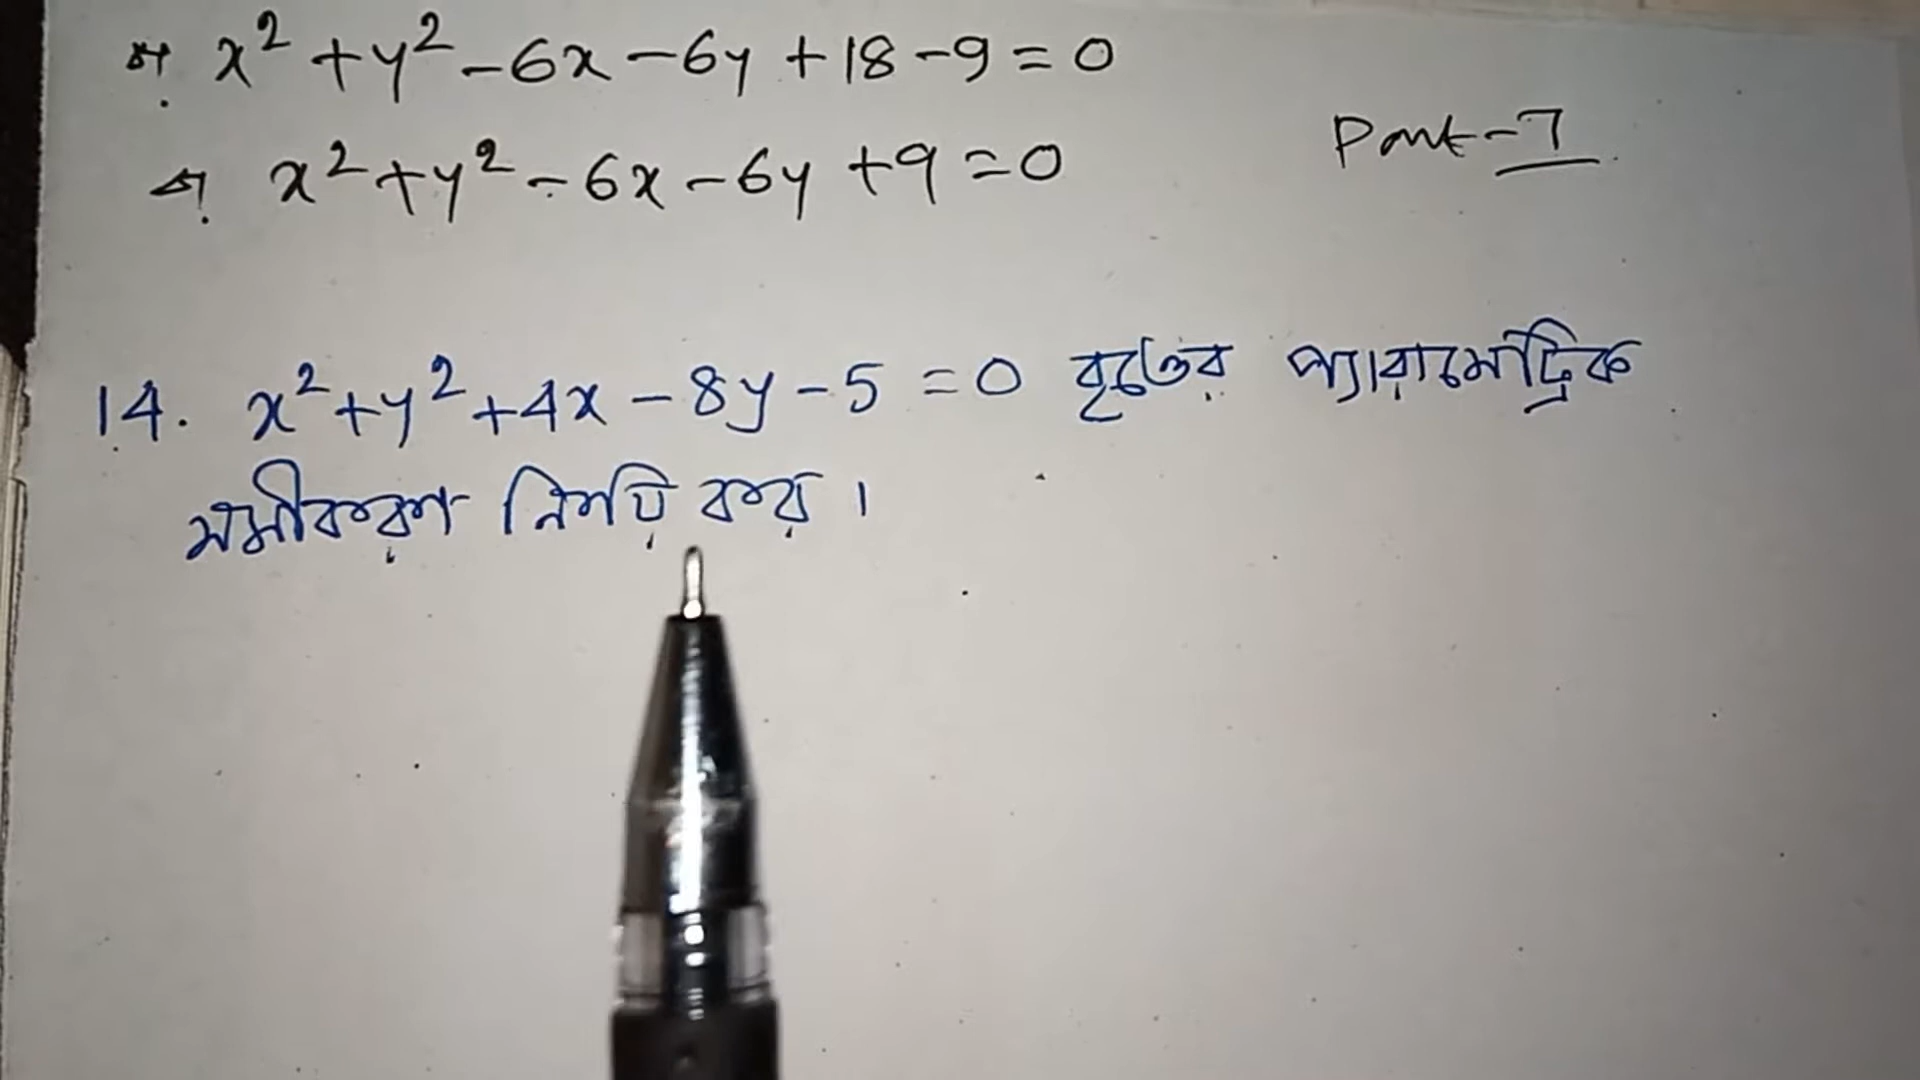 বা, x² + y² - 6x - 6y + 18 - 9 = 0
বা, x² + y² - 6x - 6y + 9 = 0
Part-7
14. x² + y² + 4x - 8y - 5 = 0 বৃত্তের প্যারামেট্রিক
সমীকরণ নির্ণয় কর।